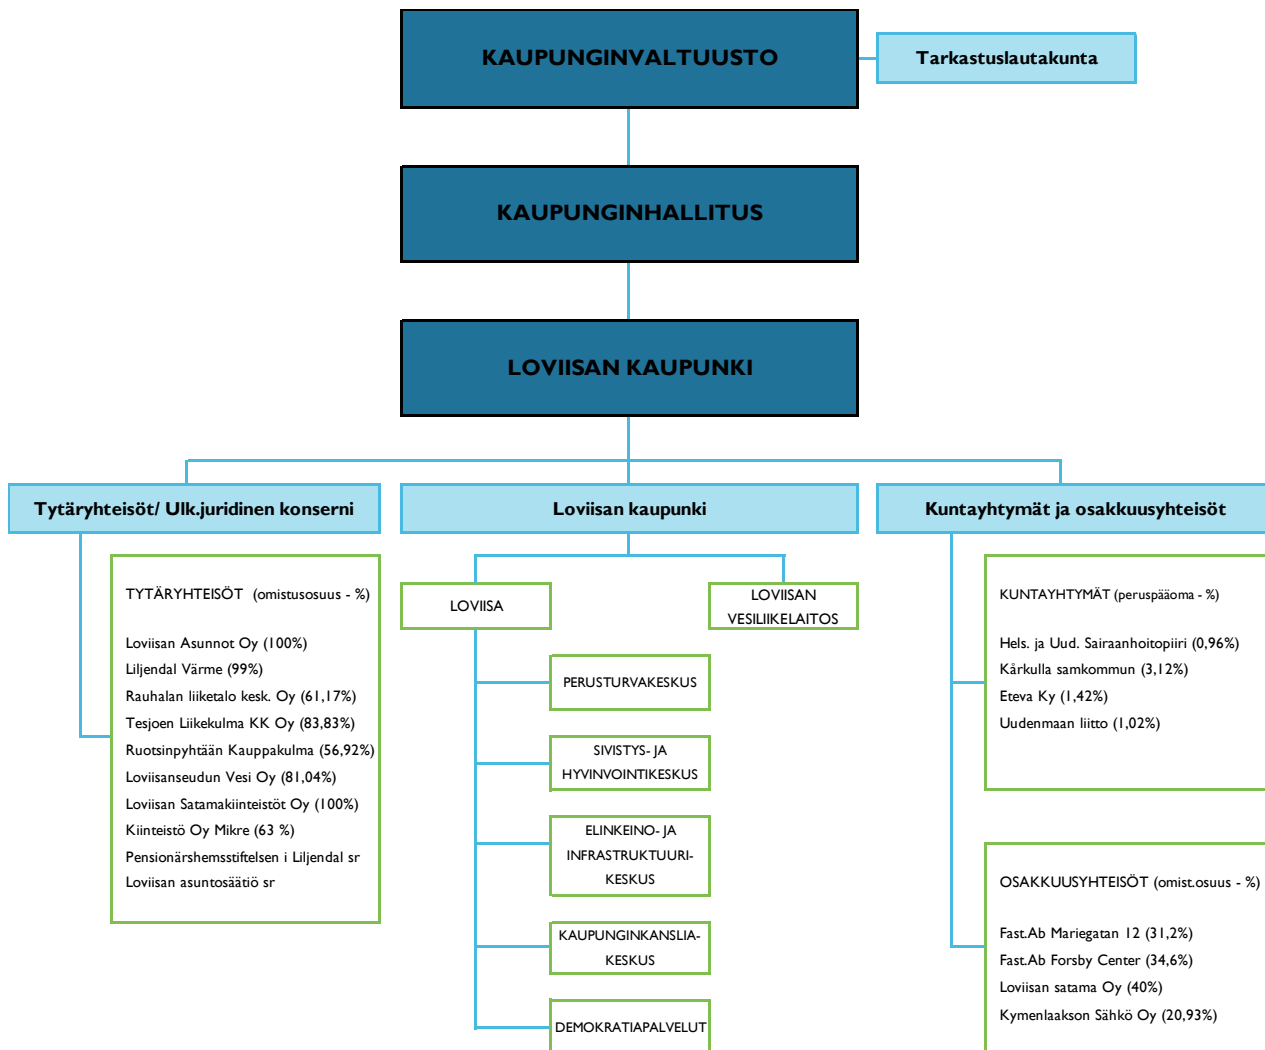 KAUPUNGINVALTUUSTO
Tarkastuslautakunta
KAUPUNGINHALLITUS
LOVIISAN KAUPUNKI
Tytäryhteisöt/ Ulk.juridinen konserni
TYTÄRYHTEISÖT (omistusosuus - %)
Loviisan Asunnot Oy (100%)
Liljendal Värme (99%)
Rauhalan liiketalo kesk. Oy (61,17%)
Tesjoen Liikekulma KK Oy (83,83%)
Ruotsinpyhtään Kauppakulma (56,92%)
Loviisanseudun Vesi Oy (81,04%)
Loviisan Satamakiinteistöt Oy (100%)
Kiinteistö Oy Mikre (63 %)
Pensionärshemsstiftelsen i Liljendal sr
Loviisan asuntosäätiö sr
Loviisan kaupunki
LOVIISA
LOVIISAN
VESILIIKELAITOS
PERUSTURVAKESKUS
SIVISTYS- JA
HYVINVOINTIKESKUS
ELINKEINO- JA
INFRASTRUKTUURI-
KESKUS
KAUPUNGINKANSLIA-
KESKUS
DEMOKRATIAPALVELUT
Kuntayhtymät ja osakkuusyhteisöt
KUNTAYHTYMÄT (peruspääoma - %)
Hels. ja Uud. Sairaanhoitopiiri (0,96%)
Kårkulla samkommun (3,12%)
Eteva Ky (1,42%)
Uudenmaan liitto (1,02%)
OSAKKUUSYHTEISÖT (omist.osuus - %)
Fast.Ab Mariegatan 12 (31,2%)
Fast.Ab Forsby Center (34,6%)
Loviisan satama Oy (40%)
Kymenlaakson Sähkö Oy (20,93%)